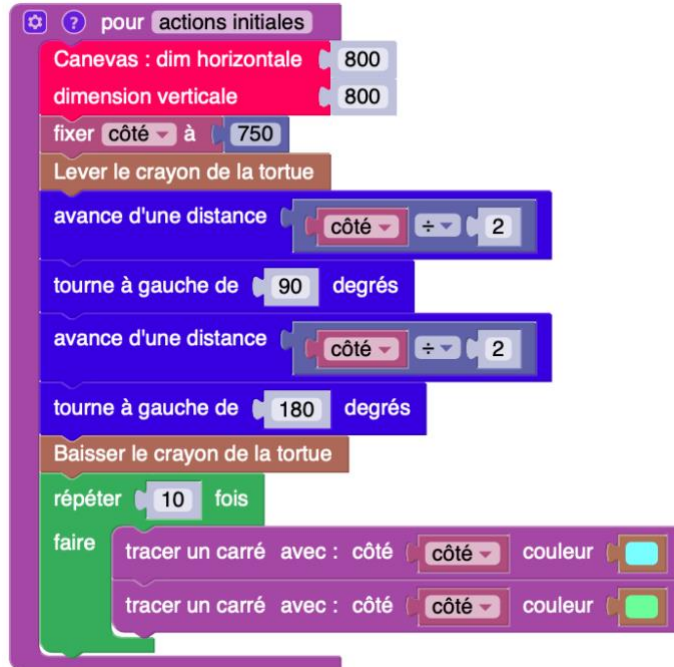 ? pour actions initiales
Canevas : dim horizontale 800
dimension verticale 800
fixer côté à 750
Lever le crayon de la tortue
avance d'une distance côté ÷ 2
tourne à gauche de 90 degrés
avance d'une distance côté ÷ 2
tourne à gauche de 180 degrés
Baisser le crayon de la tortue
répéter 10 fois
faire tracer un carré avec : côté côté couleur
tracer un carré avec : côté côté couleur